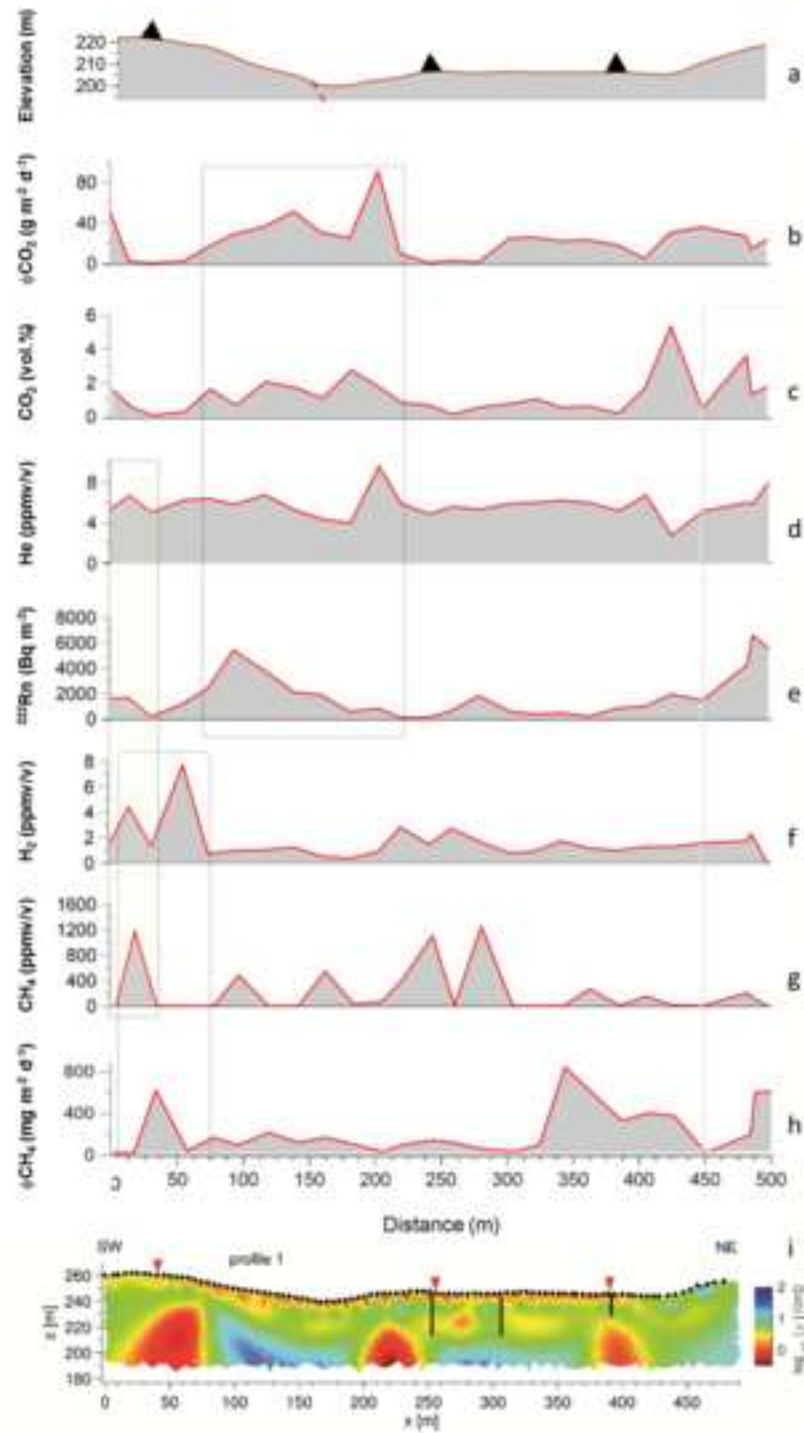 Elevation (m)
220
210
200
a
ϕCO₂ (g m⁻² d⁻¹)
80
40
0
b
CO₂ (vol.%)
6
4
2
0
c
He (ppmv/v)
8
4
0
d
²²²Rn (Bq m⁻³)
8000
6000
4000
2000
0
e
H₂ (ppmv/v)
8
6
4
2
0
f
CH₄ (ppmv/v)
1600
1200
800
400
0
g
ϕCH₄ (mg m⁻² d⁻¹)
800
400
0
h
50 100 150 200 250 300 350 400 450 500
Distance (m)
SW profile 1 NE i
z [m]
260
240
220
200
180
2
1
0
0 50 100 150 200 250 300 350 400 450
x [m]